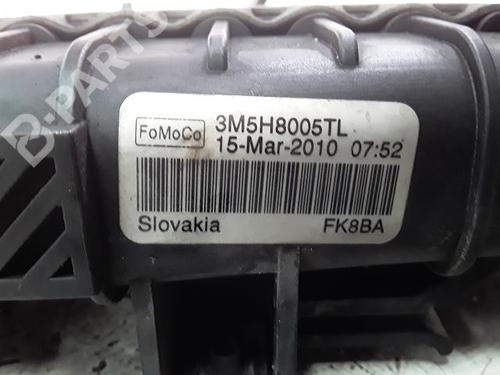 B-PARTS
FoMoCo 3M5H8005TL
15-Mar-2010 07:52
Slovakia FK8BA